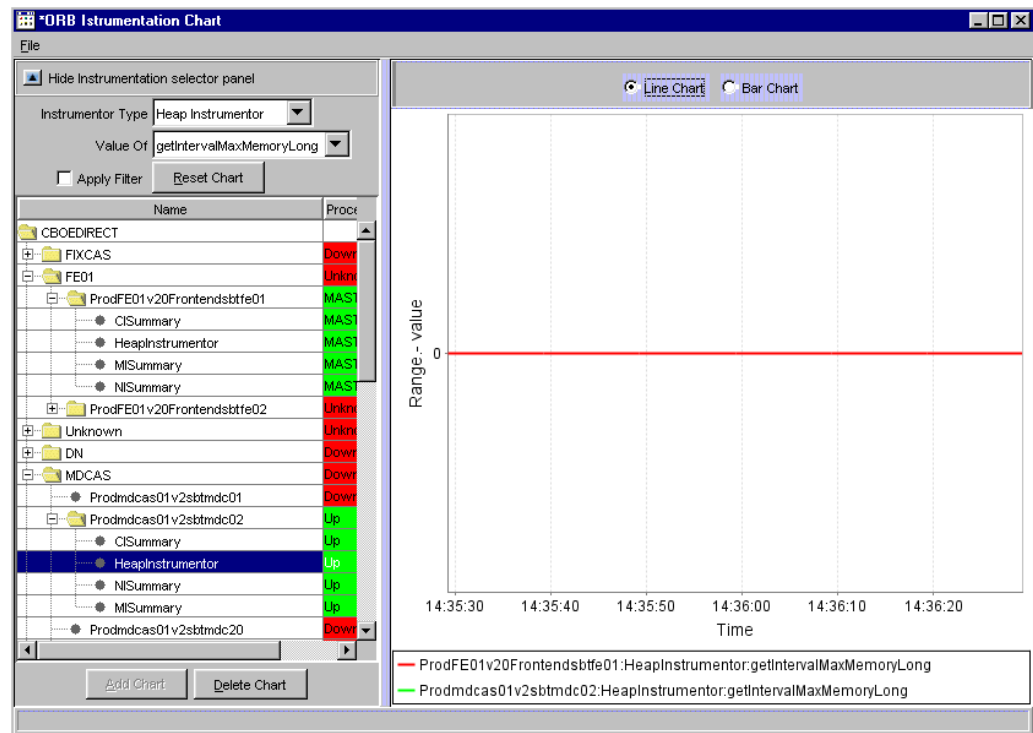 *ORB Istrumentation Chart
File
Hide Instrumentation selector panel
Instrumentor Type Heap Instrumentor
Value Of getIntervalMaxMemoryLong
Apply Filter Reset Chart
Name Proce
CBOEDIRECT
FIXCAS Down
FE01 Unkno
ProdFE01v20Frontendsbtfe01 MAST
CISummary MAST
HeapInstrumentor MAST
MISummary MAST
NISummary MAST
ProdFE01v20Frontendsbtfe02 Unkno
Unknown Unkno
DN Down
MDCAS Down
Prodmdcas01v2sbtmdc01 Down
Prodmdcas01v2sbtmdc02 Up
CISummary Up
HeapInstrumentor Up
NISummary Up
MISummary Up
Prodmdcas01v2sbtmdc20 Down
Add Chart Delete Chart
Line Chart Bar Chart
Range.- value
0
14:35:30 14:35:40 14:35:50 14:36:00 14:36:10 14:36:20
Time
ProdFE01v20Frontendsbtfe01:HeapInstrumentor:getIntervalMaxMemoryLong
Prodmdcas01v2sbtmdc02:HeapInstrumentor:getIntervalMaxMemoryLong